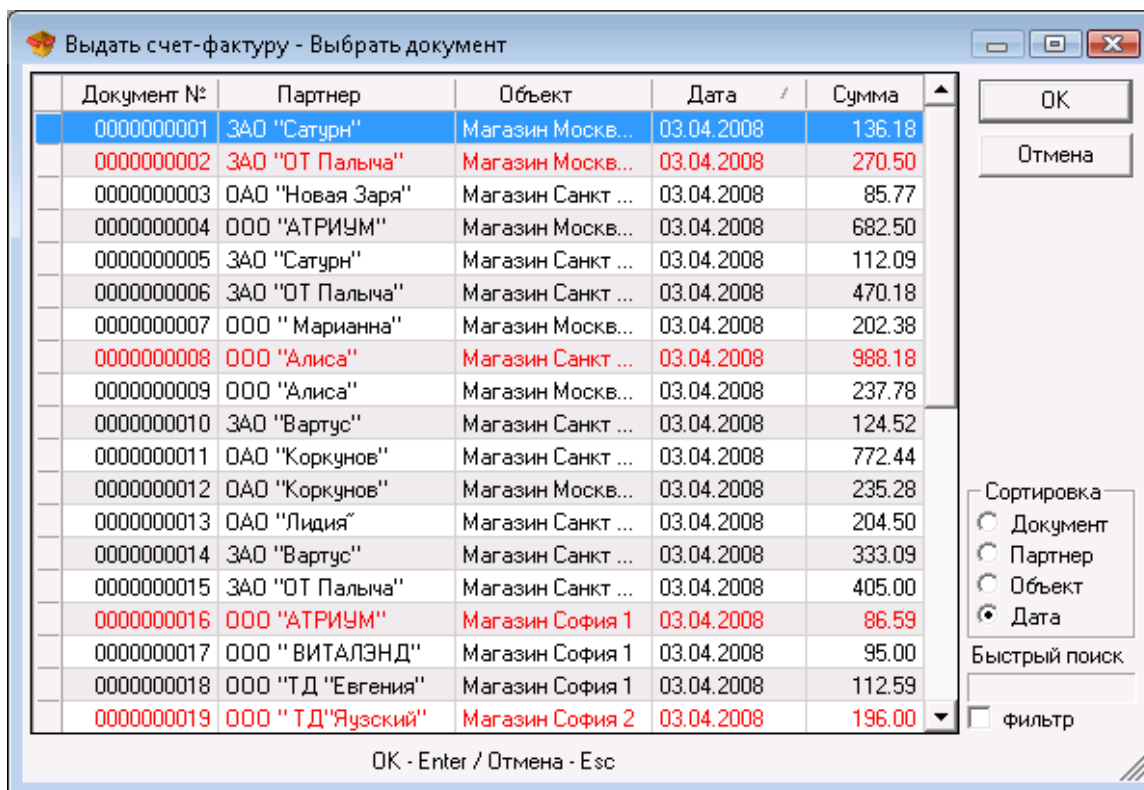 Выдать счет-фактуру - Выбрать документ
Документ № Партнер Объект Дата Сумма
0000000001 ЗАО "Сатурн" Магазин Москв... 03.04.2008 136.18
0000000002 ЗАО "ОТ Палыча" Магазин Москв... 03.04.2008 270.50
0000000003 ОАО "Новая Заря" Магазин Санкт ... 03.04.2008 85.77
0000000004 ООО "АТРИУМ" Магазин Москв... 03.04.2008 682.50
0000000005 ЗАО "Сатурн" Магазин Санкт ... 03.04.2008 112.09
0000000006 ЗАО "ОТ Палыча" Магазин Санкт ... 03.04.2008 470.18
0000000007 ООО " Марианна" Магазин Москв... 03.04.2008 202.38
0000000008 ООО "Алиса" Магазин Санкт ... 03.04.2008 988.18
0000000009 ООО "Алиса" Магазин Москв... 03.04.2008 237.78
0000000010 ЗАО "Вартус" Магазин Санкт ... 03.04.2008 124.52
0000000011 ОАО "Коркунов" Магазин Санкт ... 03.04.2008 772.44
0000000012 ОАО "Коркунов" Магазин Москв... 03.04.2008 235.28
0000000013 ОАО "Лидия" Магазин Санкт ... 03.04.2008 204.50
0000000014 ЗАО "Вартус" Магазин Санкт ... 03.04.2008 333.09
0000000015 ЗАО "ОТ Палыча" Магазин Санкт ... 03.04.2008 405.00
0000000016 ООО "АТРИУМ" Магазин София 1 03.04.2008 86.59
0000000017 ООО " ВИТАЛЭНД" Магазин София 1 03.04.2008 95.00
0000000018 ООО "ТД "Евгения" Магазин София 1 03.04.2008 112.59
0000000019 ООО " ТД"Яузский" Магазин София 2 03.04.2008 196.00
OK
Отмена
Сортировка
Документ
Партнер
Объект
Дата
Быстрый поиск
фильтр
OK - Enter / Отмена - Esc